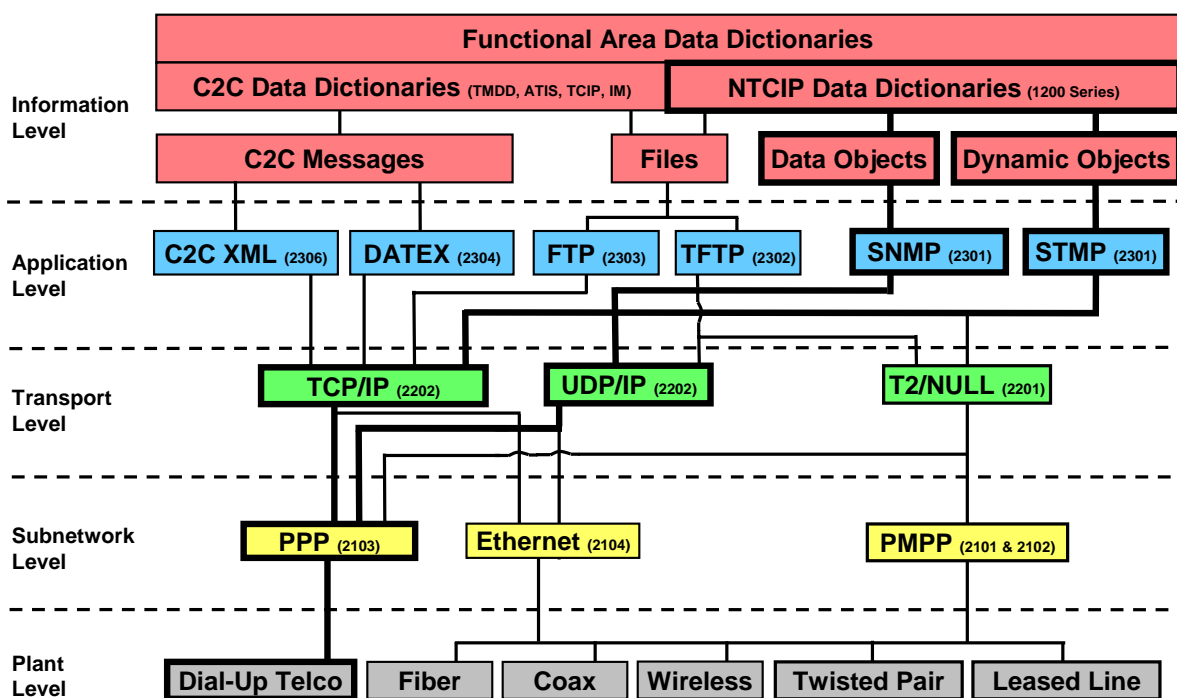 Functional Area Data Dictionaries
Information
Level
C2C Data Dictionaries (TMDD, ATIS, TCIP, IM)
NTCIP Data Dictionaries (1200 Series)
C2C Messages
Files
Data Objects
Dynamic Objects
Application
Level
C2C XML (2306)
DATEX (2304)
FTP (2303)
TFTP (2302)
SNMP (2301)
STMP (2301)
Transport
Level
TCP/IP (2202)
UDP/IP (2202)
T2/NULL (2201)
Subnetwork
Level
PPP (2103)
Ethernet (2104)
PMPP (2101 & 2102)
Plant
Level
Dial-Up Telco
Fiber
Coax
Wireless
Twisted Pair
Leased Line